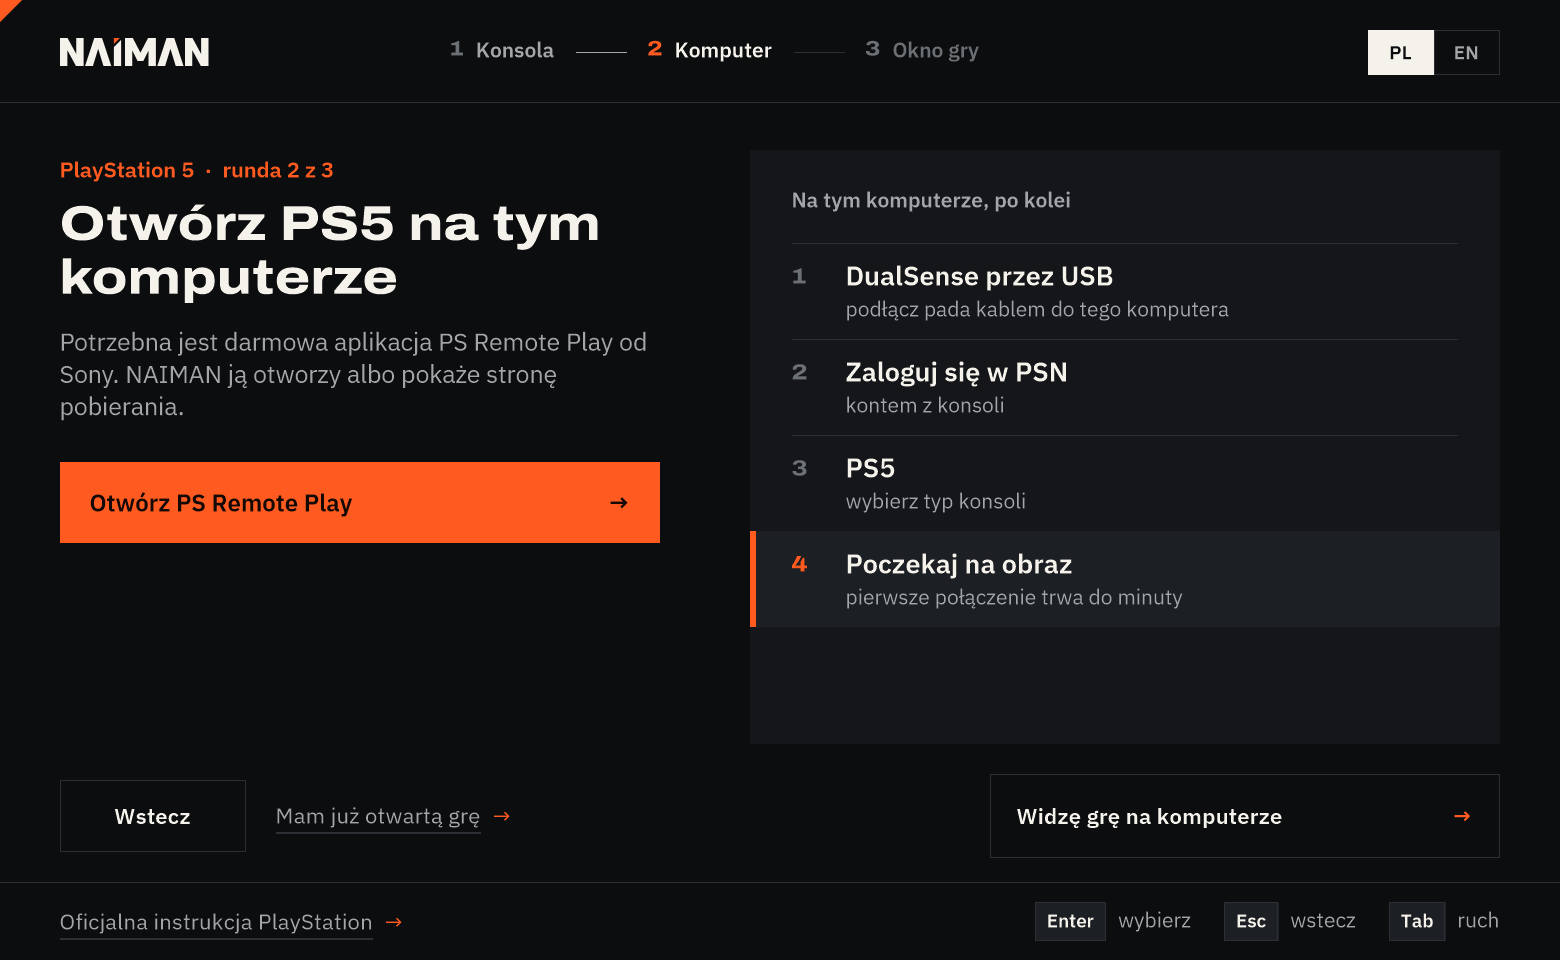 NAIMAN
1 Konsola
2 Komputer
3 Okno gry
PL
EN
PlayStation 5 · runda 2 z 3
Otwórz PS5 na tym
komputerze
Potrzebna jest darmowa aplikacja PS Remote Play od
Sony. NAIMAN ją otworzy albo pokaże stronę
pobierania.
Otwórz PS Remote Play →
Na tym komputerze, po kolei
1 DualSense przez USB
podłącz pada kablem do tego komputera
2 Zaloguj się w PSN
kontem z konsoli
3 PS5
wybierz typ konsoli
4 Poczekaj na obraz
pierwsze połączenie trwa do minuty
Wstecz
Mam już otwartą grę →
Widzę grę na komputerze →
Oficjalna instrukcja PlayStation →
Enter wybierz
Esc wstecz
Tab ruch